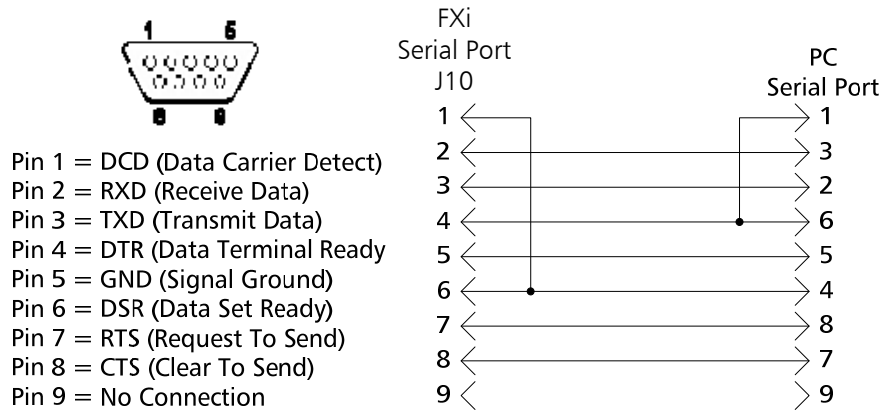 1 5
6 9
Pin 1 = DCD (Data Carrier Detect)
Pin 2 = RXD (Receive Data)
Pin 3 = TXD (Transmit Data)
Pin 4 = DTR (Data Terminal Ready
Pin 5 = GND (Signal Ground)
Pin 6 = DSR (Data Set Ready)
Pin 7 = RTS (Request To Send)
Pin 8 = CTS (Clear To Send)
Pin 9 = No Connection
FXi
Serial Port
J10
PC
Serial Port
1 1
2 3
3 2
4 6
5 5
6 4
7 8
8 7
9 9